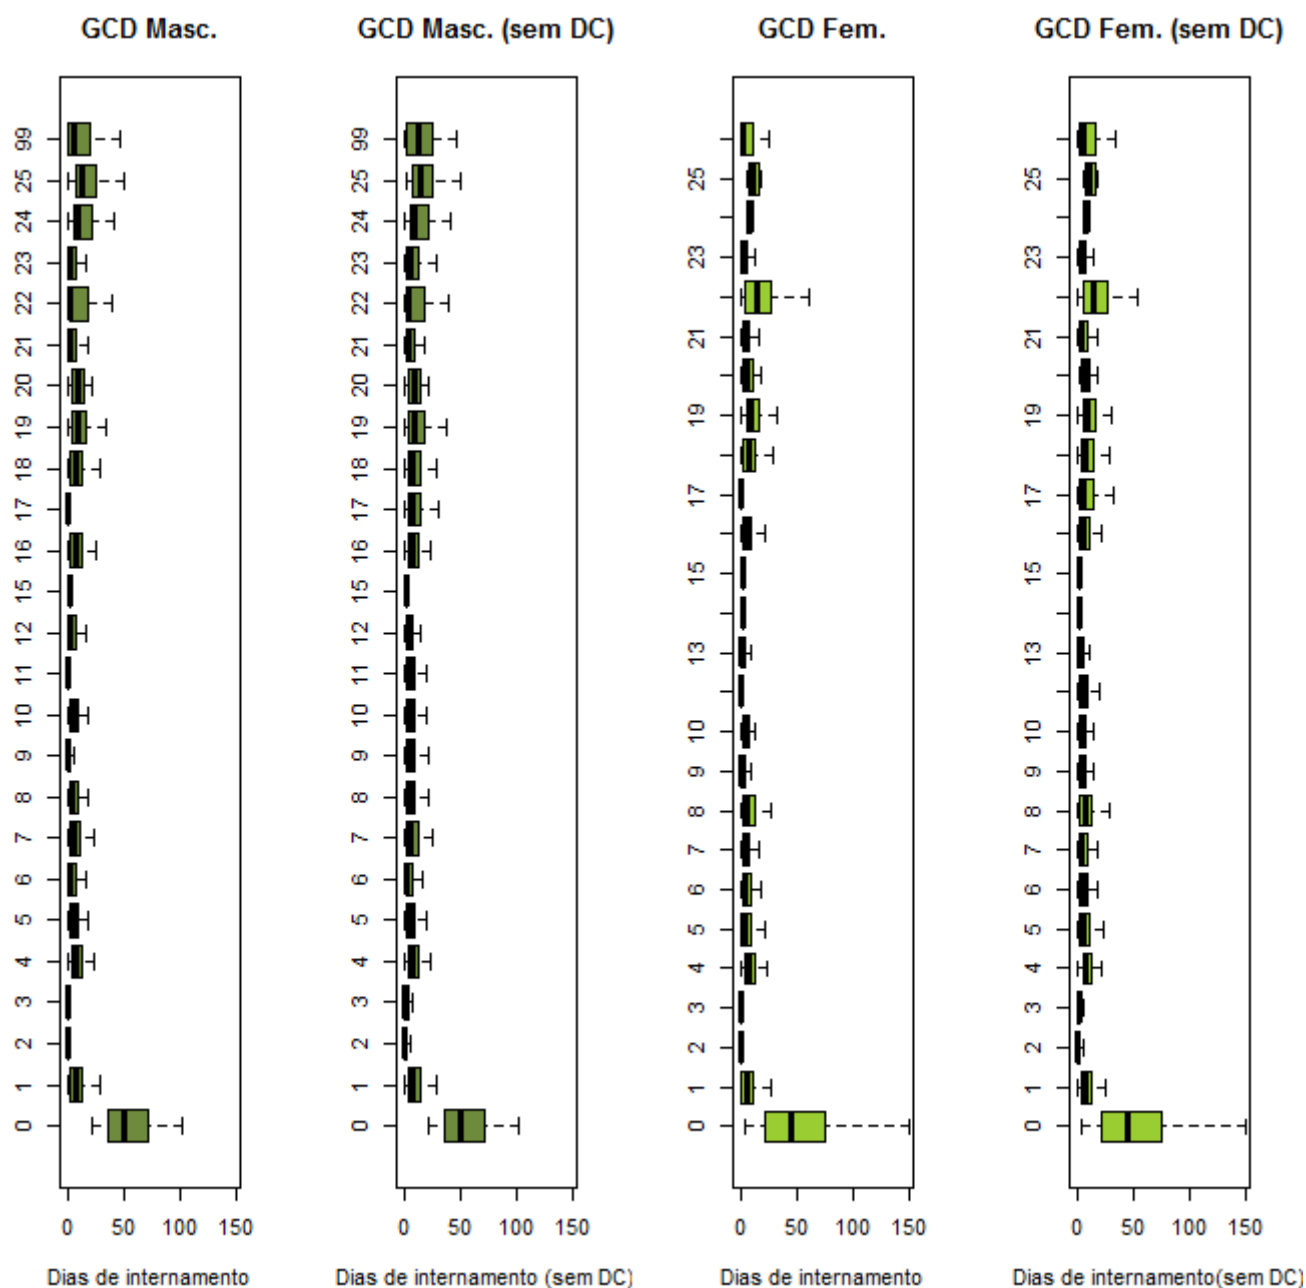 GCD Masc. GCD Masc. (sem DC) GCD Fem. GCD Fem. (sem DC)
99 99
25 25 25 25
24 24
23 23 23 23
22 22
21 21 21 21
20 20
19 19 19 19
18 18
17 17 17 17
16 16
15 15 15 15
12 12 13 13
11 11
10 10 10 10
9 9 9 9
8 8 8 8
7 7 7 7
6 6 6 6
5 5 5 5
4 4 4 4
3 3 3 3
2 2 2 2
1 1 1 1
0 0 0 0
0 50 100 150 0 50 100 150 0 50 100 150 0 50 100 150
Dias de internamento Dias de internamento (sem DC) Dias de internamento Dias de internamento(sem DC)